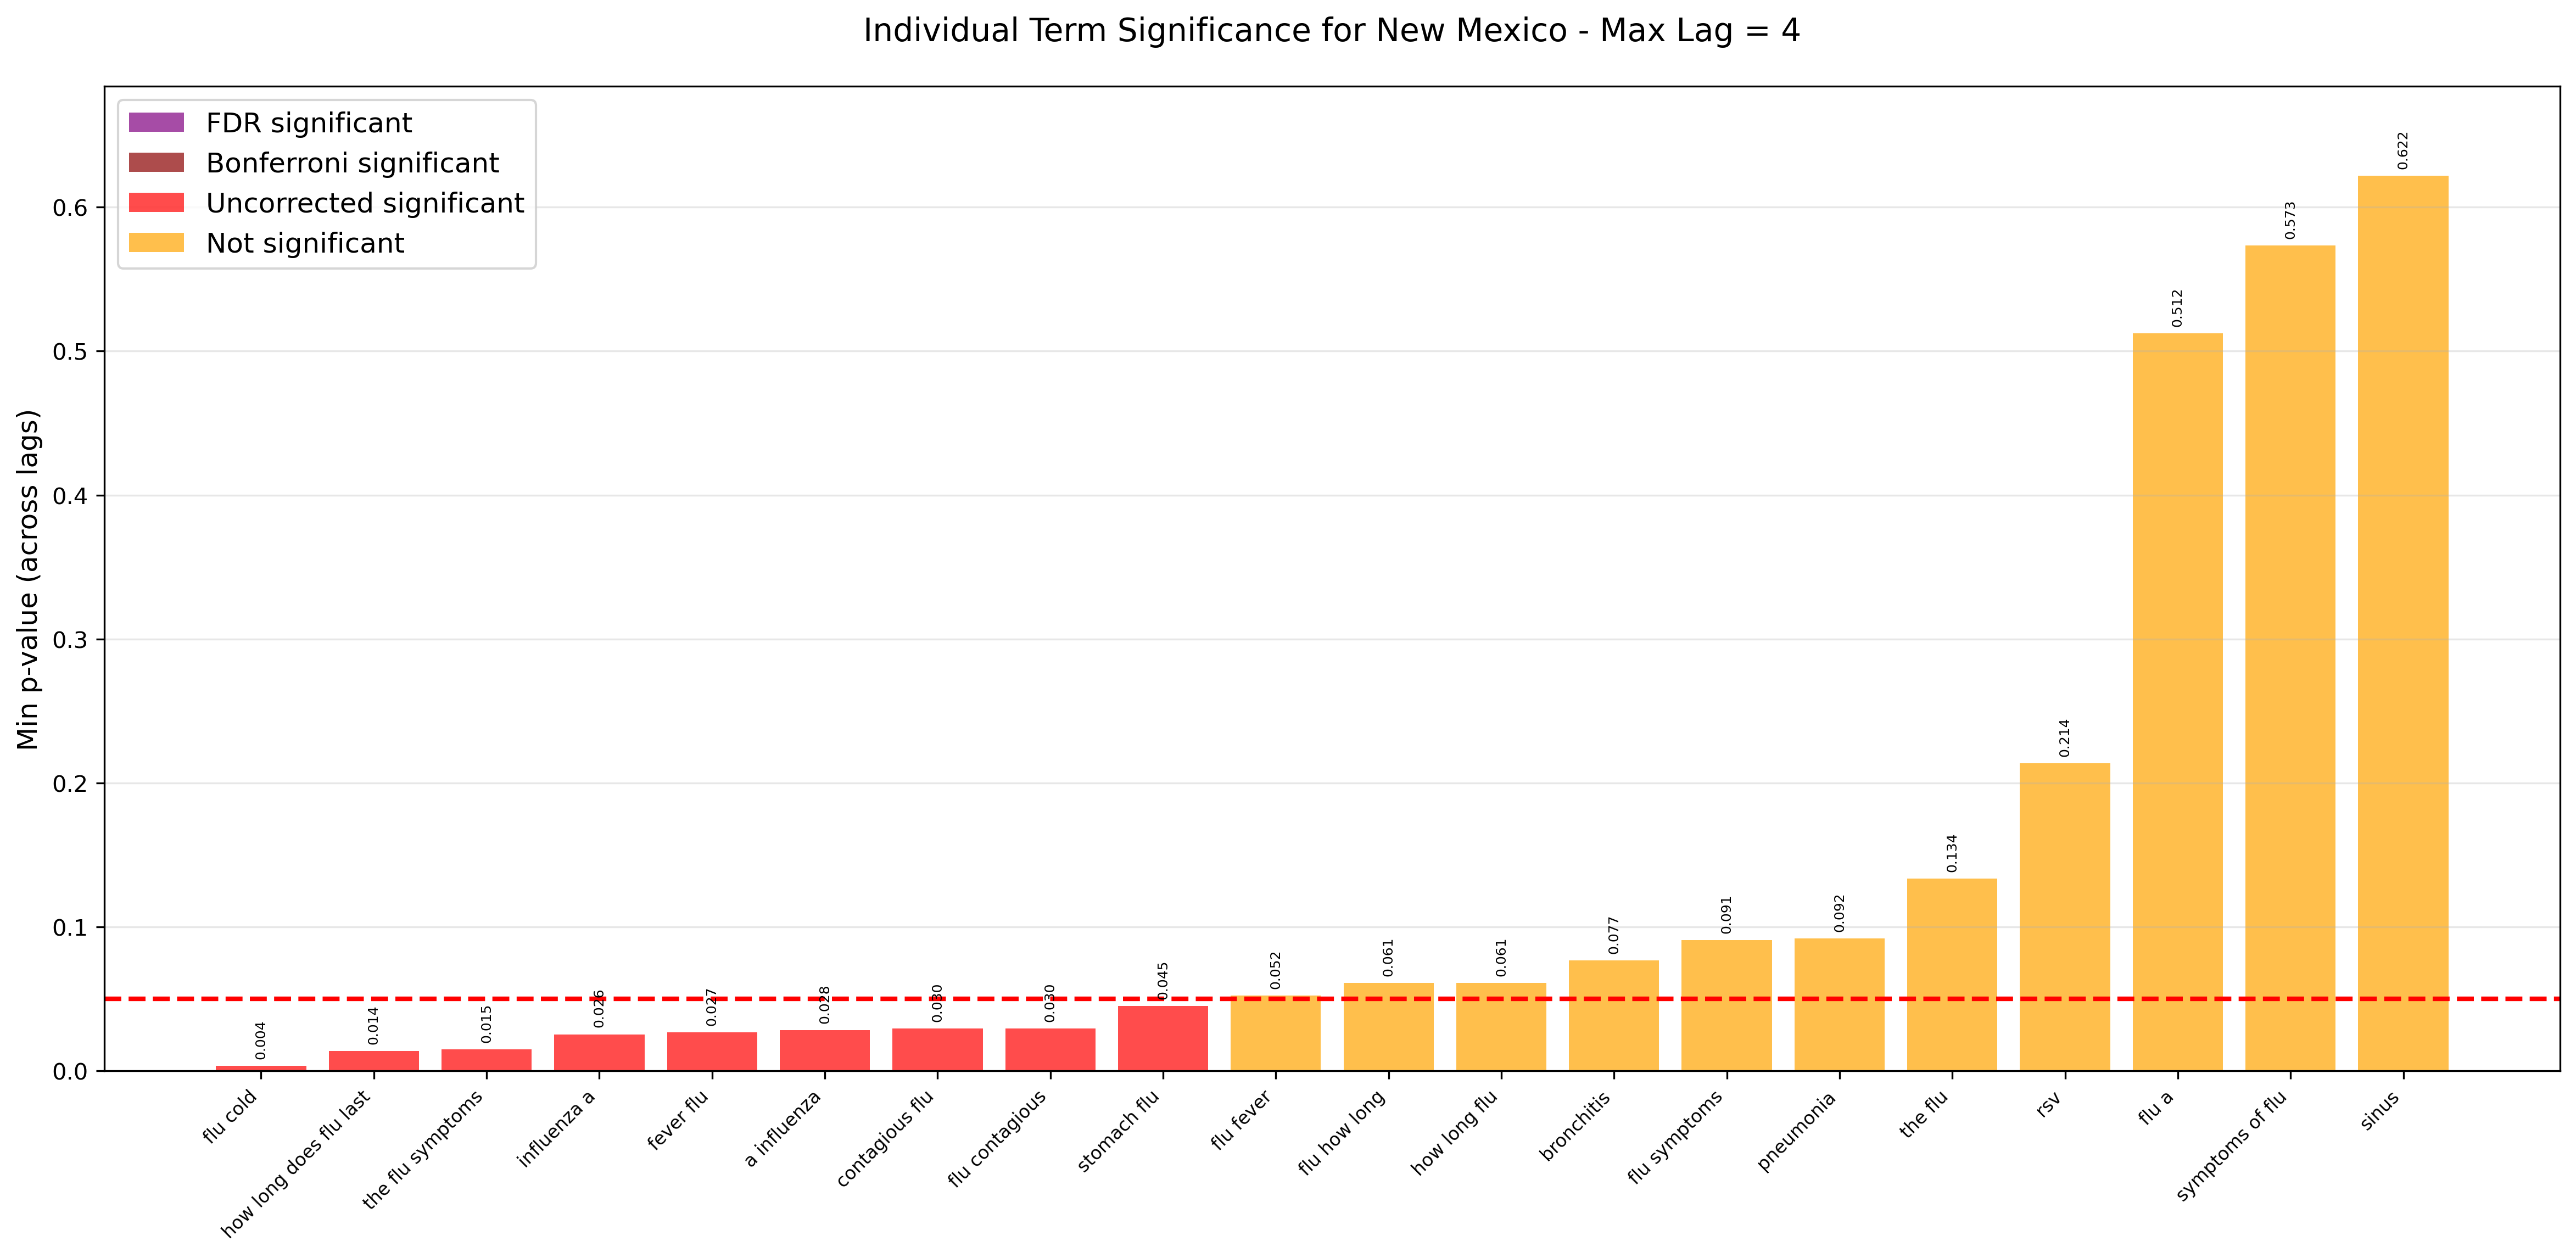 Individual Term Significance for New Mexico - Max Lag = 4
FDR significant
Bonferroni significant
Uncorrected significant
Not significant
Min p-value (across lags)
0.6
0.5
0.4
0.3
0.2
0.1
0.0
0.004
0.014
0.015
0.026
0.027
0.028
0.030
0.030
0.045
0.052
0.061
0.061
0.077
0.091
0.092
0.134
0.214
0.512
0.573
0.622
flu cold
how long does flu last
the flu symptoms
influenza a
fever flu
a influenza
contagious flu
flu contagious
stomach flu
flu fever
flu how long
how long flu
bronchitis
flu symptoms
pneumonia
the flu
rsv
flu a
symptoms of flu
sinus